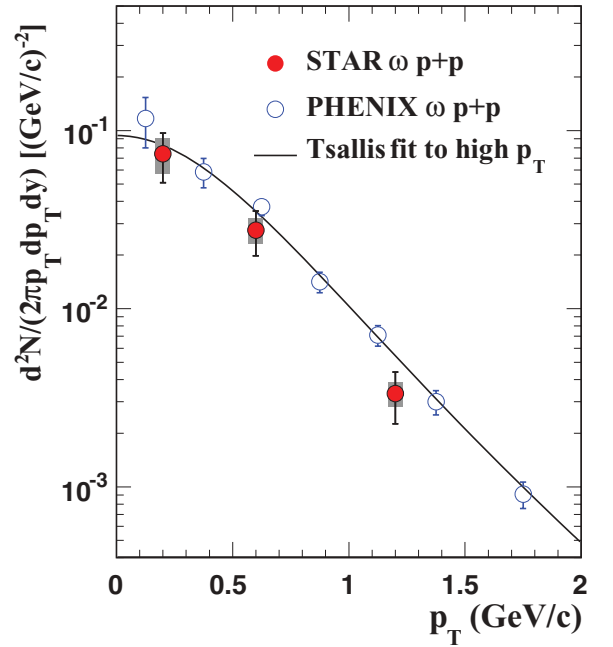 d²N/(2πp_T dp_T dy) [(GeV/c)⁻²]
STAR ω p+p
PHENIX ω p+p
Tsallis fit to high p_T
10⁻¹
10⁻²
10⁻³
0 0.5 1 1.5 2
p_T (GeV/c)